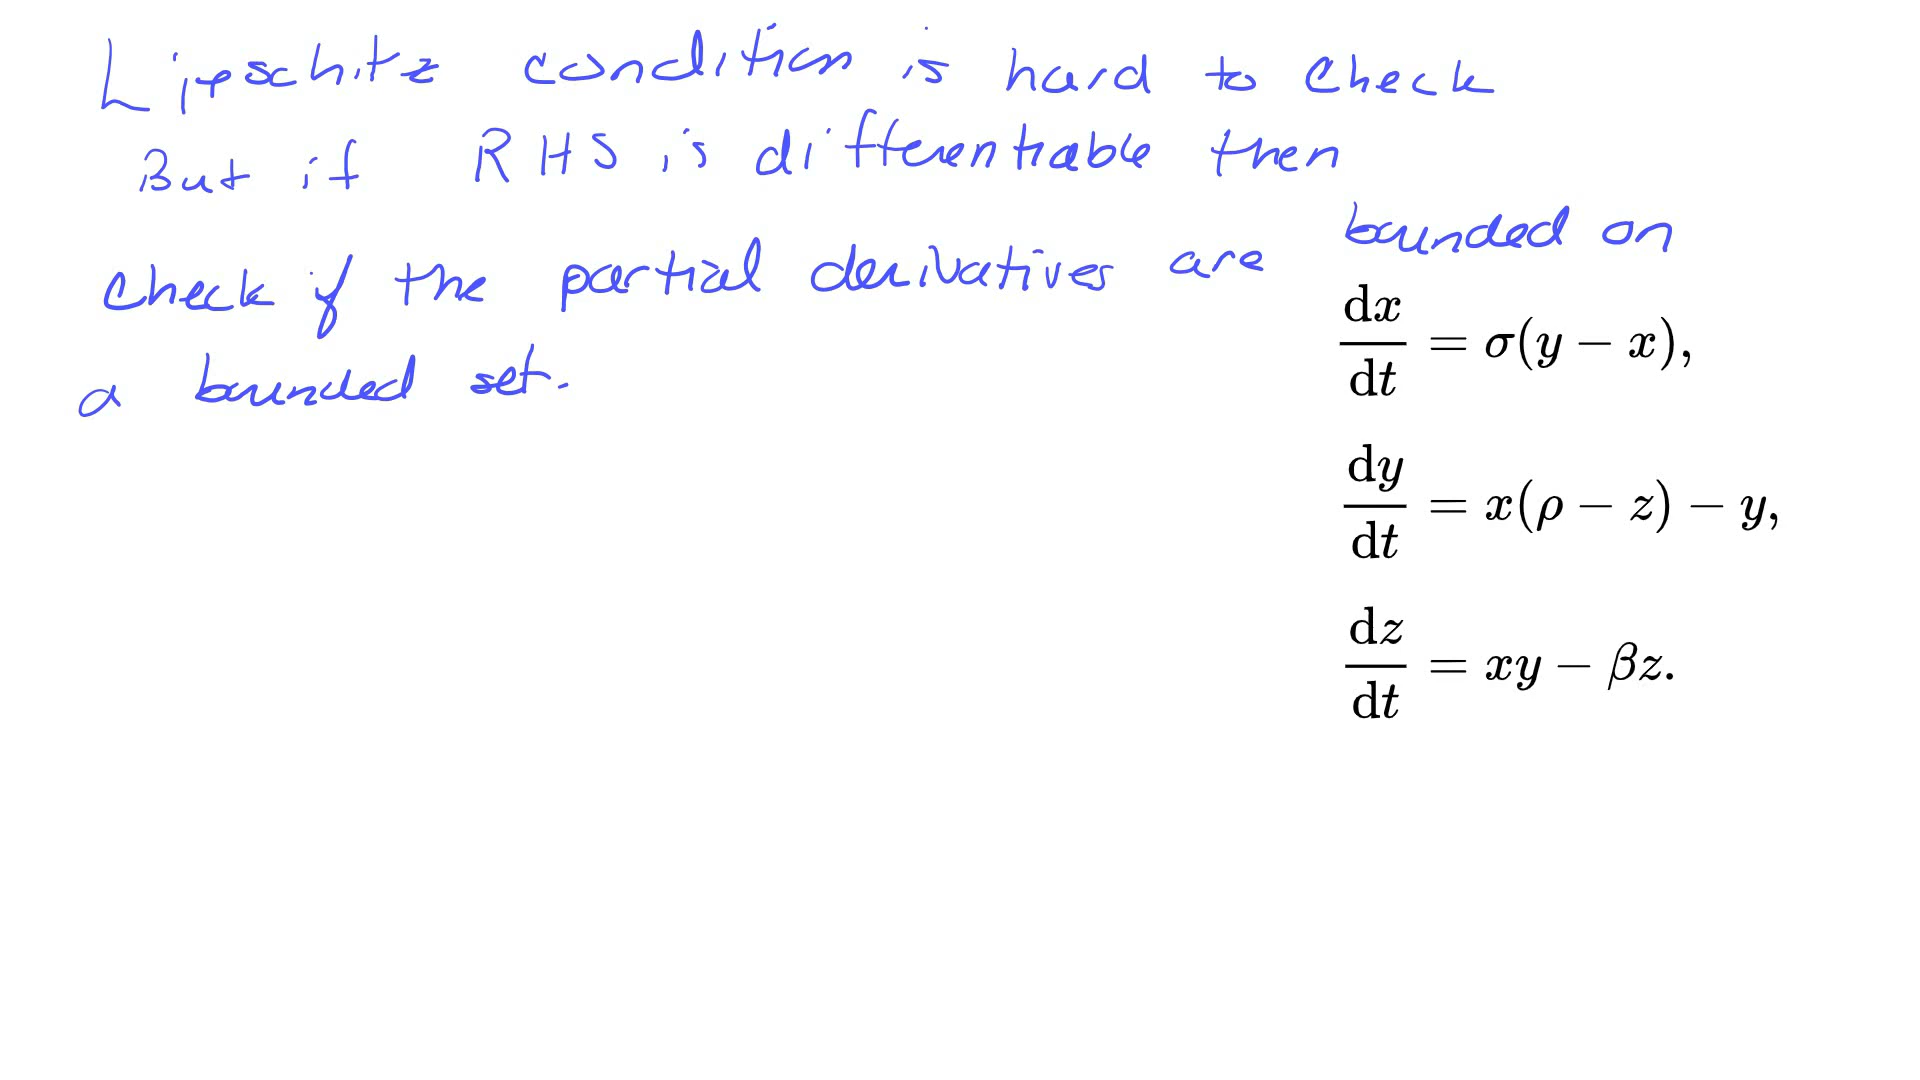 Lipschitz condition is hard to check
But if RHS is differentiable then
check if the partial derivatives are bounded on
a bounded set.
dx/dt = σ(y − x),
dy/dt = x(ρ − z) − y,
dz/dt = xy − βz.